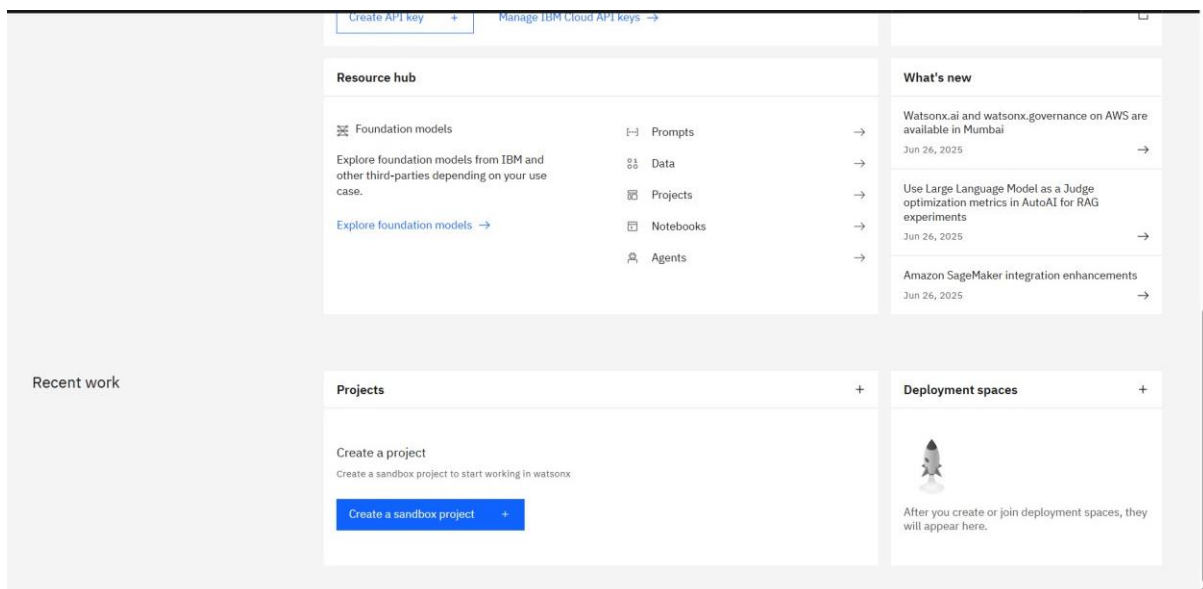 Create API key
Manage IBM Cloud API keys
Resource hub
Foundation models
Explore foundation models from IBM and
other third-parties depending on your use
case.
Explore foundation models
Prompts
Data
Projects
Notebooks
Agents
What's new
Watsonx.ai and watsonx.governance on AWS are
available in Mumbai
Jun 26, 2025
Use Large Language Model as a Judge
optimization metrics in AutoAI for RAG
experiments
Jun 26, 2025
Amazon SageMaker integration enhancements
Jun 26, 2025
Recent work
Projects
Create a project
Create a sandbox project to start working in watsonx
Create a sandbox project
Deployment spaces
After you create or join deployment spaces, they
will appear here.